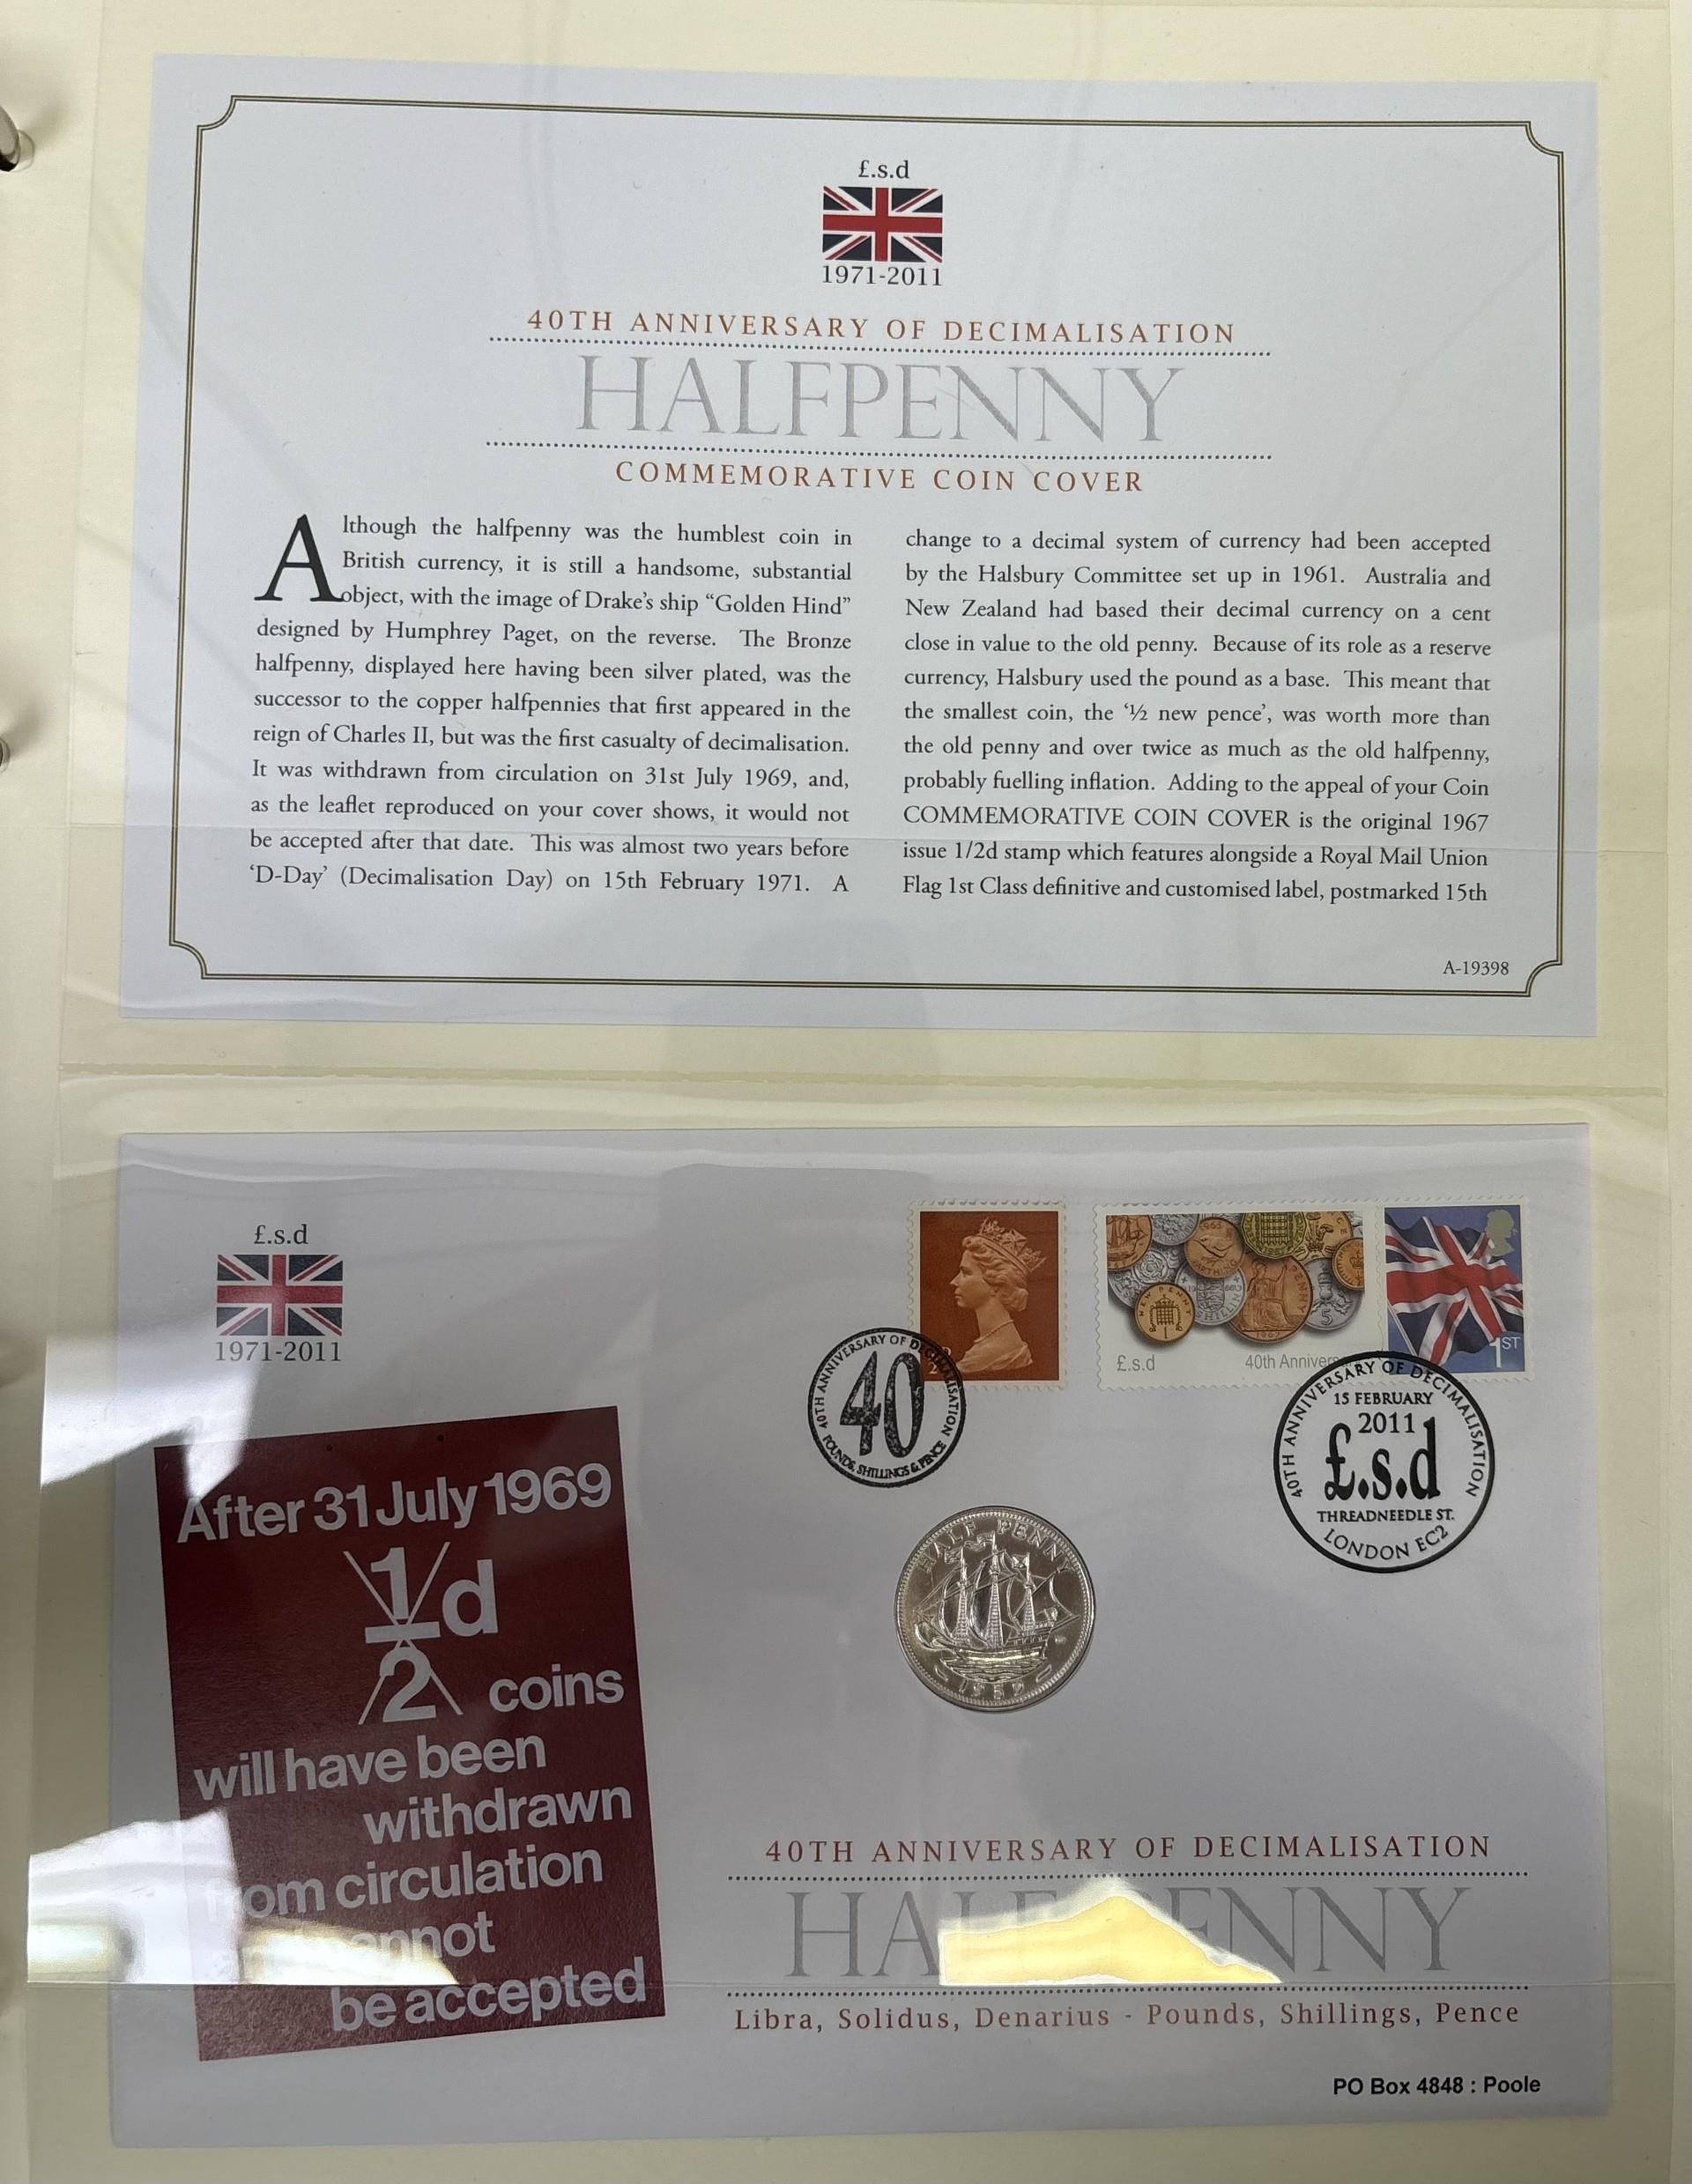 £.s.d
1971-2011
40TH ANNIVERSARY OF DECIMALISATION
HALFPENNY
COMMEMORATIVE COIN COVER
Although the halfpenny was the humblest coin in
British currency, it is still a handsome, substantial
object, with the image of Drake's ship “Golden Hind”
designed by Humphrey Paget, on the reverse. The Bronze
halfpenny, displayed here having been silver plated, was the
successor to the copper halfpennies that first appeared in the
reign of Charles II, but was the first casualty of decimalisation.
It was withdrawn from circulation on 31st July 1969, and,
as the leaflet reproduced on your cover shows, it would not
be accepted after that date. This was almost two years before
‘D-Day’ (Decimalisation Day) on 15th February 1971. A
change to a decimal system of currency had been accepted
by the Halsbury Committee set up in 1961. Australia and
New Zealand had based their decimal currency on a cent
close in value to the old penny. Because of its role as a reserve
currency, Halsbury used the pound as a base. This meant that
the smallest coin, the ‘½ new pence’, was worth more than
the old penny and over twice as much as the old halfpenny,
probably fuelling inflation. Adding to the appeal of your Coin
COMMEMORATIVE COIN COVER is the original 1967
issue 1/2d stamp which features alongside a Royal Mail Union
Flag 1st Class definitive and customised label, postmarked 15th
A-19398
£.s.d
1971-2011
After 31 July 1969
1/2d coins
will have been
withdrawn
from circulation
and cannot
be accepted
40TH ANNIVERSARY OF DECIMALISATION
40
POUNDS, SHILLINGS & PENCE
£.s.d
40th Anniver
1ST
40TH ANNIVERSARY OF DECIMALISATION
15 FEBRUARY
2011
£.s.d
THREADNEEDLE ST.
LONDON EC2
HALF PENNY
40TH ANNIVERSARY OF DECIMALISATION
HALFPENNY
Libra, Solidus, Denarius - Pounds, Shillings, Pence
PO Box 4848 : Poole